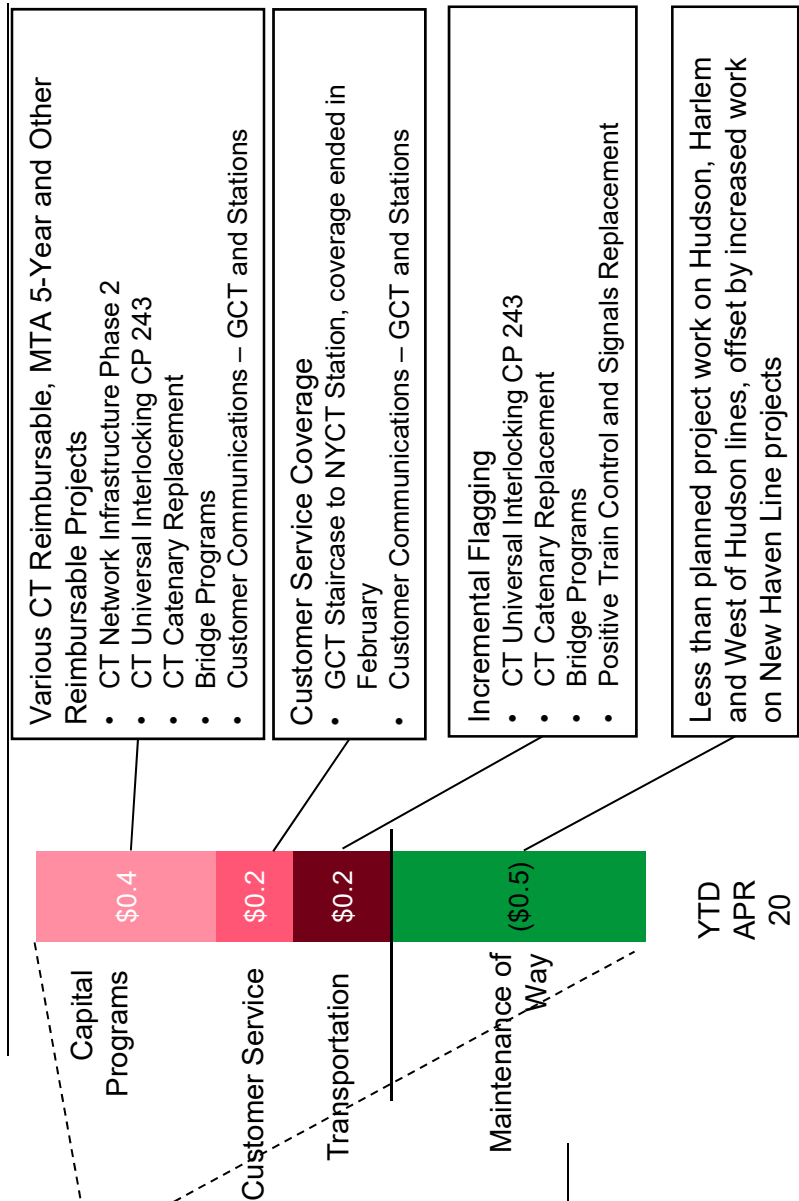 Capital
Programs
$0.4
Various CT Reimbursable, MTA 5-Year and Other
Reimbursable Projects
• CT Network Infrastructure Phase 2
• CT Universal Interlocking CP 243
• CT Catenary Replacement
• Bridge Programs
• Customer Communications – GCT and Stations
Customer Service
$0.2
Customer Service Coverage
• GCT Staircase to NYCT Station, coverage ended in
February
• Customer Communications – GCT and Stations
Transportation
$0.2
Incremental Flagging
• CT Universal Interlocking CP 243
• CT Catenary Replacement
• Bridge Programs
• Positive Train Control and Signals Replacement
Maintenance of
Way
($0.5)
Less than planned project work on Hudson, Harlem
and West of Hudson lines, offset by increased work
on New Haven Line projects
YTD
APR
20